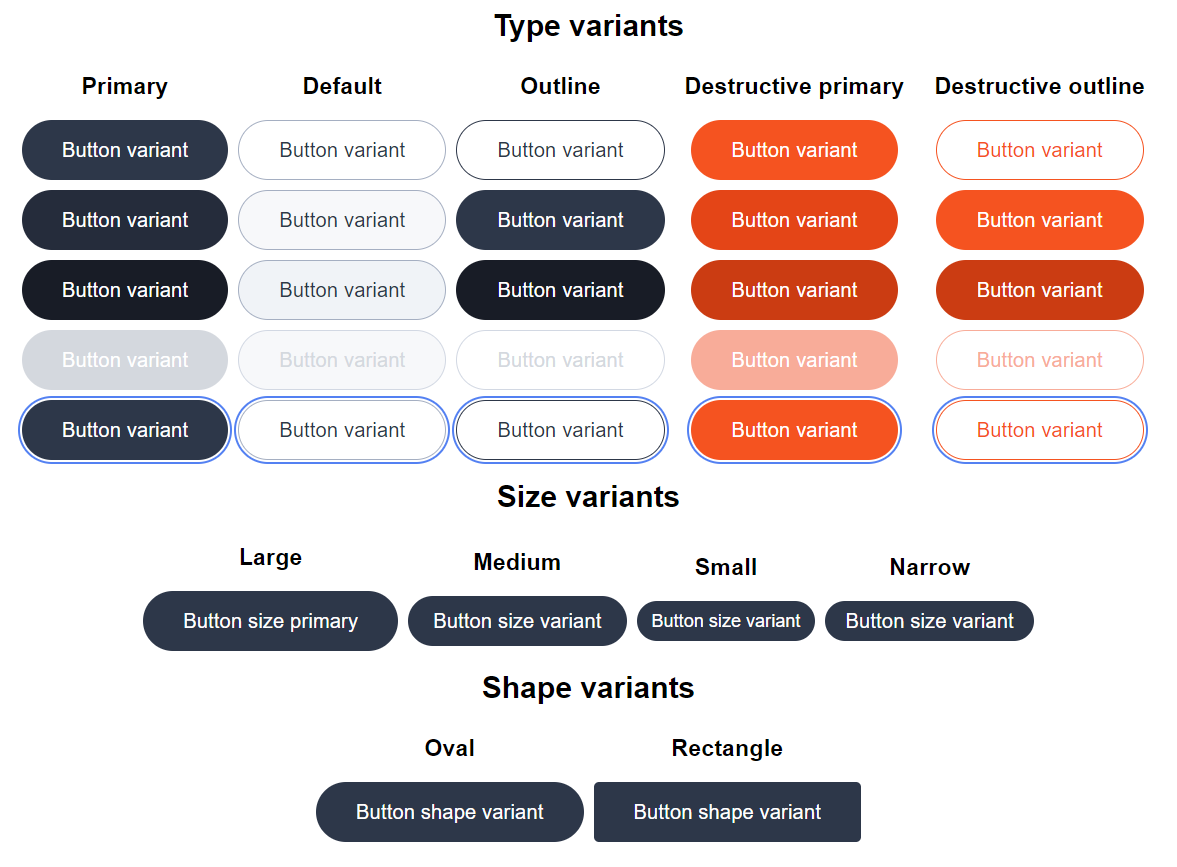 Type variants
Primary Default Outline Destructive primary Destructive outline
Button variant Button variant Button variant Button variant Button variant
Button variant Button variant Button variant Button variant Button variant
Button variant Button variant Button variant Button variant Button variant
Button variant Button variant Button variant Button variant Button variant
Button variant Button variant Button variant Button variant Button variant
Size variants
Large Medium Small Narrow
Button size primary Button size variant Button size variant Button size variant
Shape variants
Oval Rectangle
Button shape variant Button shape variant